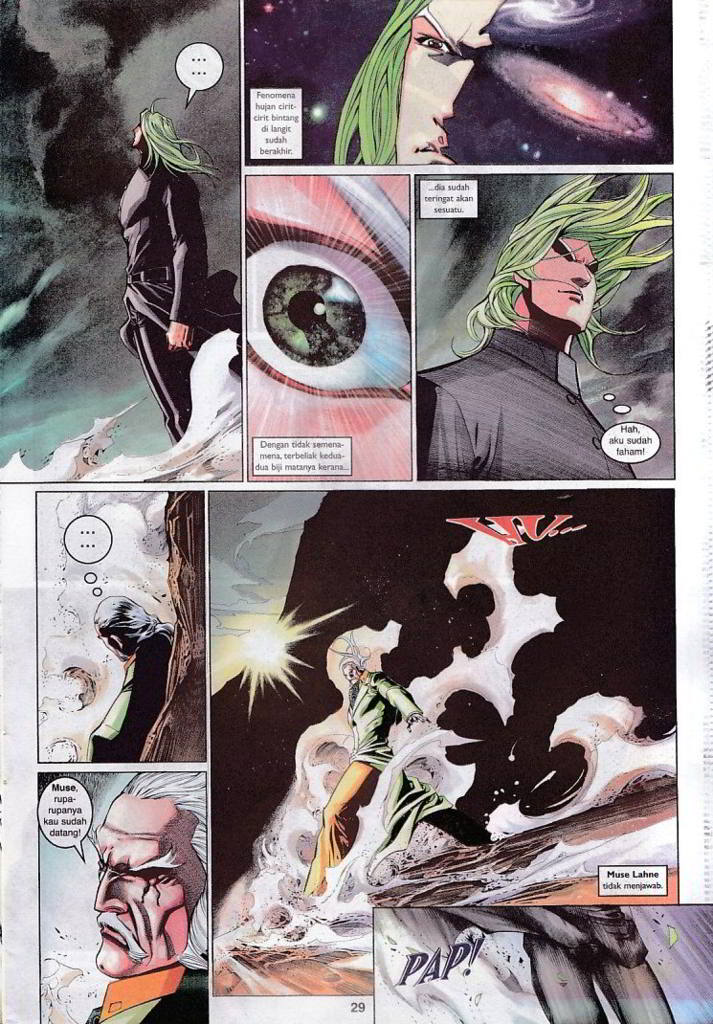 ... ...
Fenomena
hujan cirit-
cirit bintang
di langit
sudah
berakhir.
Dengan tidak semena-
mena, terbeliak kedua-
dua biji matanya kerana...
...dia sudah
teringat akan
sesuatu.
Hah,
aku sudah
faham!
... ...
Muse,
rupa-
rupanya
kau sudah
datang!
Muse Lahne
tidak menjawab.
PAP!
29